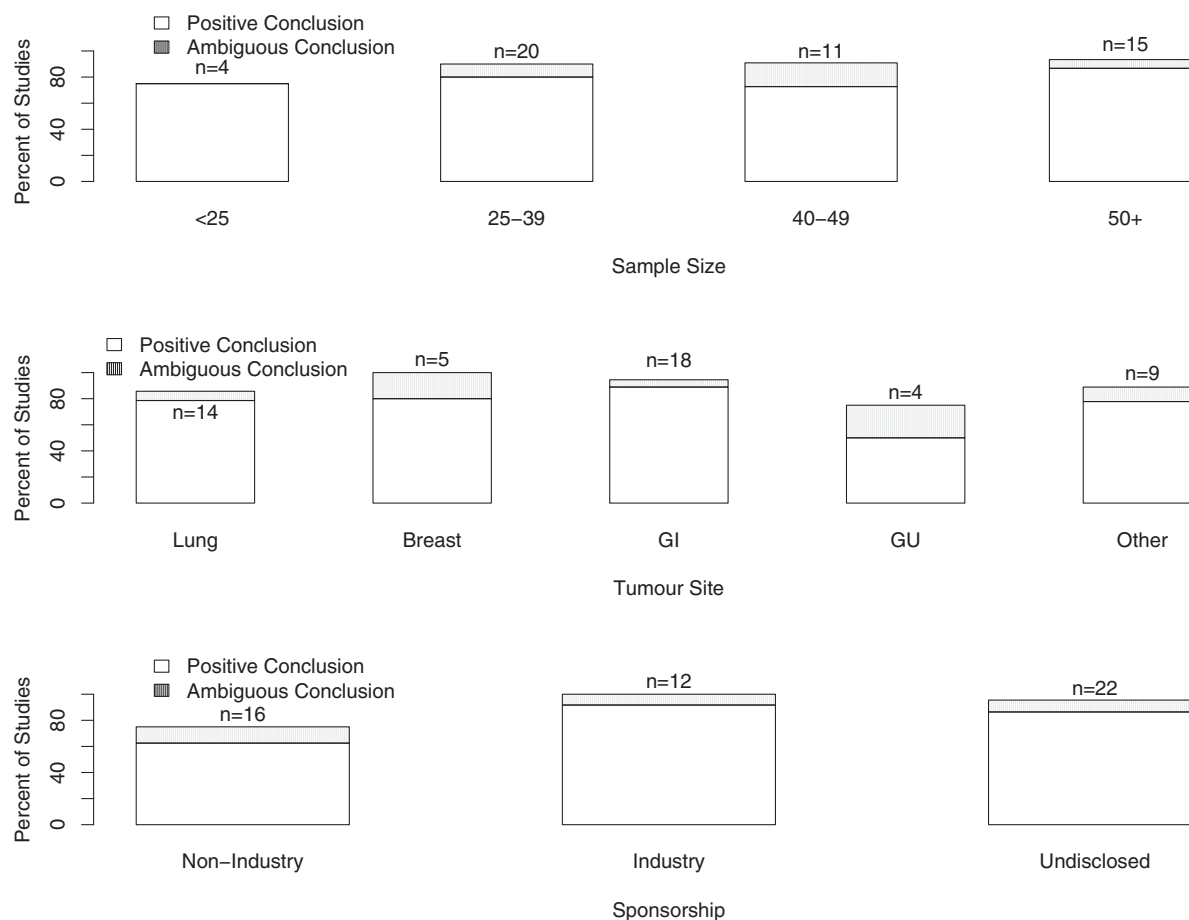 Positive Conclusion
Ambiguous Conclusion
n=4
n=20
n=11
n=15
Percent of Studies
0
40
80
<25
25−39
40−49
50+
Sample Size
Positive Conclusion
Ambiguous Conclusion
n=14
n=5
n=18
n=4
n=9
Percent of Studies
0
40
80
Lung
Breast
GI
GU
Other
Tumour Site
Positive Conclusion
Ambiguous Conclusion
n=16
n=12
n=22
Percent of Studies
0
40
80
Non−Industry
Industry
Undisclosed
Sponsorship